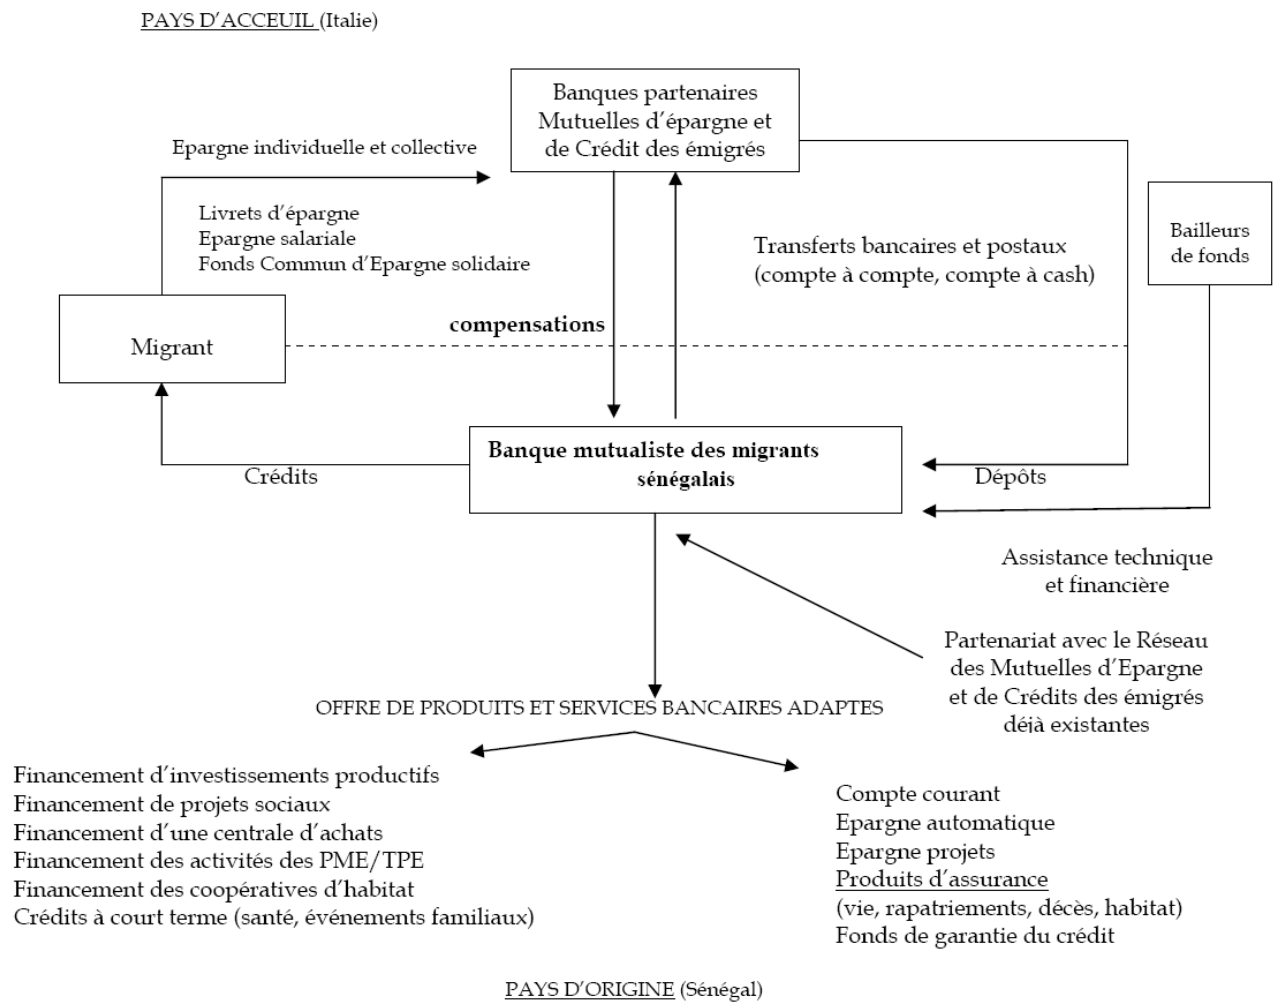 PAYS D'ACCEUIL (Italie)
Banques partenaires
Mutuelles d'épargne et
de Crédit des émigrés
Epargne individuelle et collective
Livrets d'épargne
Epargne salariale
Fonds Commun d'Epargne solidaire
Transferts bancaires et postaux
(compte à compte, compte à cash)
Bailleurs
de fonds
Migrant
compensations
Banque mutualiste des migrants
sénégalais
Crédits
Dépôts
Assistance technique
et financière
Partenariat avec le Réseau
des Mutuelles d'Epargne
et de Crédits des émigrés
déjà existantes
OFFRE DE PRODUITS ET SERVICES BANCAIRES ADAPTES
Financement d'investissements productifs
Financement de projets sociaux
Financement d'une centrale d'achats
Financement des activités des PME/TPE
Financement des coopératives d'habitat
Crédits à court terme (santé, événements familiaux)
Compte courant
Epargne automatique
Epargne projets
Produits d'assurance
(vie, rapatriements, décès, habitat)
Fonds de garantie du crédit
PAYS D'ORIGINE (Sénégal)